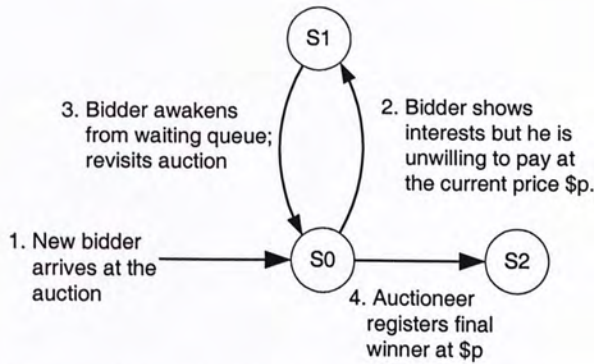 S1
3. Bidder awakens
from waiting queue;
revisits auction
2. Bidder shows
interests but he is
unwilling to pay at
the current price $p.
1. New bidder
arrives at the
auction
S0
S2
4. Auctioneer
registers final
winner at $p